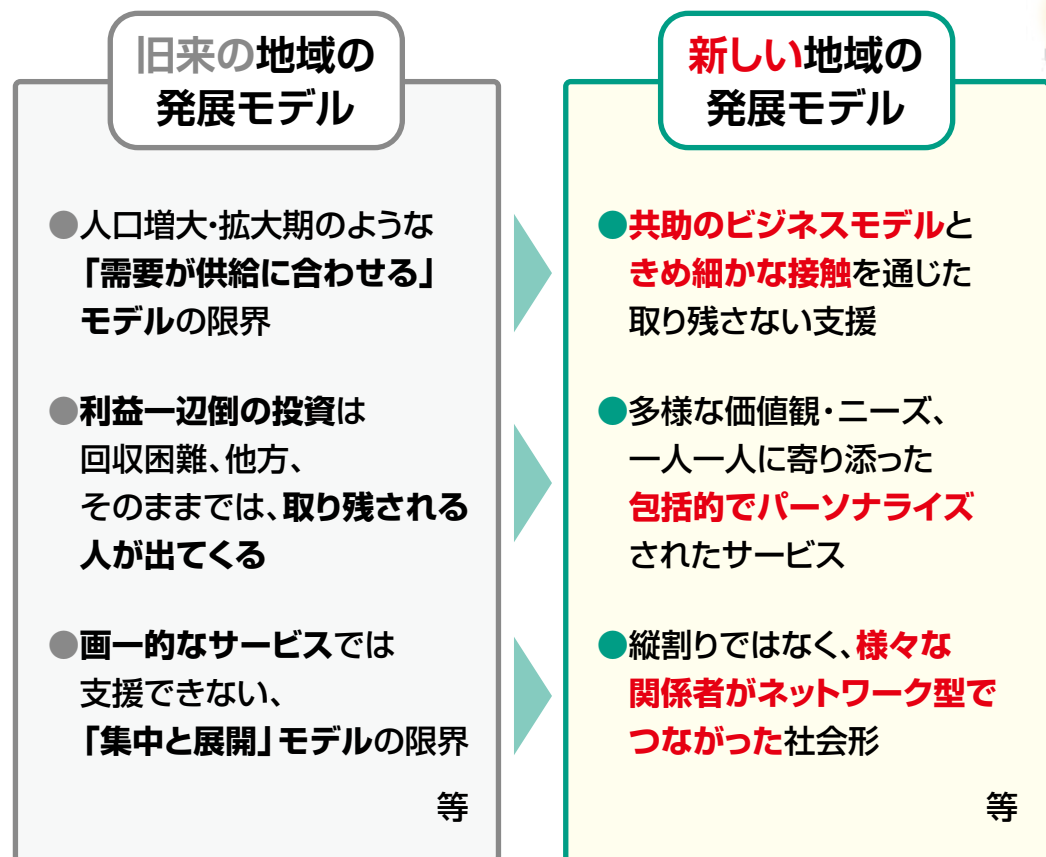 旧来の地域の
発展モデル
●人口増大・拡大期のような
「需要が供給に合わせる」
モデルの限界
●利益一辺倒の投資は
回収困難、他方、
そのままでは、取り残される
人が出てくる
●画一的なサービスでは
支援できない、
「集中と展開」モデルの限界
等
新しい地域の
発展モデル
●共助のビジネスモデルと
きめ細かな接触を通じた
取り残さない支援
●多様な価値観・ニーズ、
一人一人に寄り添った
包括的でパーソナライズ
されたサービス
●縦割りではなく、様々な
関係者がネットワーク型で
つながった社会形
等